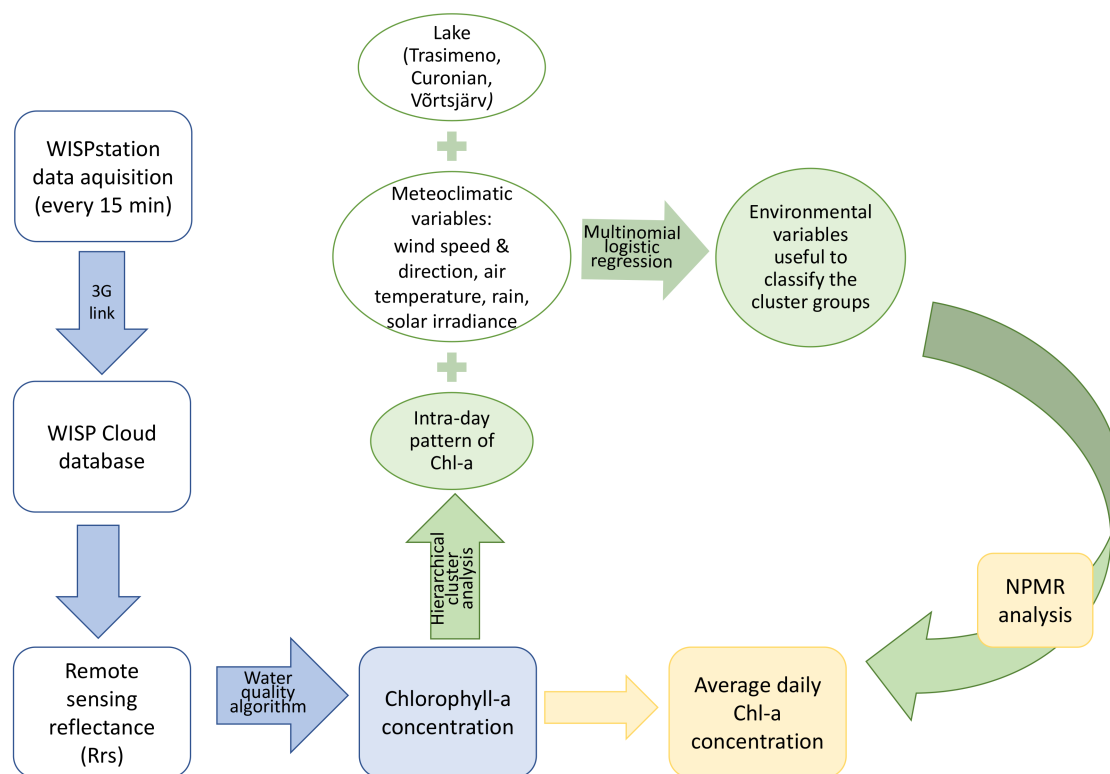 Lake
(Trasimeno,
Curonian,
Võrtsjärv)
WISPstation
data aquisition
(every 15 min)
Meteoclimatic
variables:
wind speed &
direction, air
temperature, rain,
solar irradiance
Multinomial
logistic
regression
Environmental
variables
useful to
classify the
cluster groups
3G
link
WISP Cloud
database
Intra-day
pattern of
Chl-a
Hierarchical
cluster
analysis
NPMR
analysis
Remote
sensing
reflectance
(Rrs)
Water
quality
algorithm
Chlorophyll-a
concentration
Average daily
Chl-a
concentration